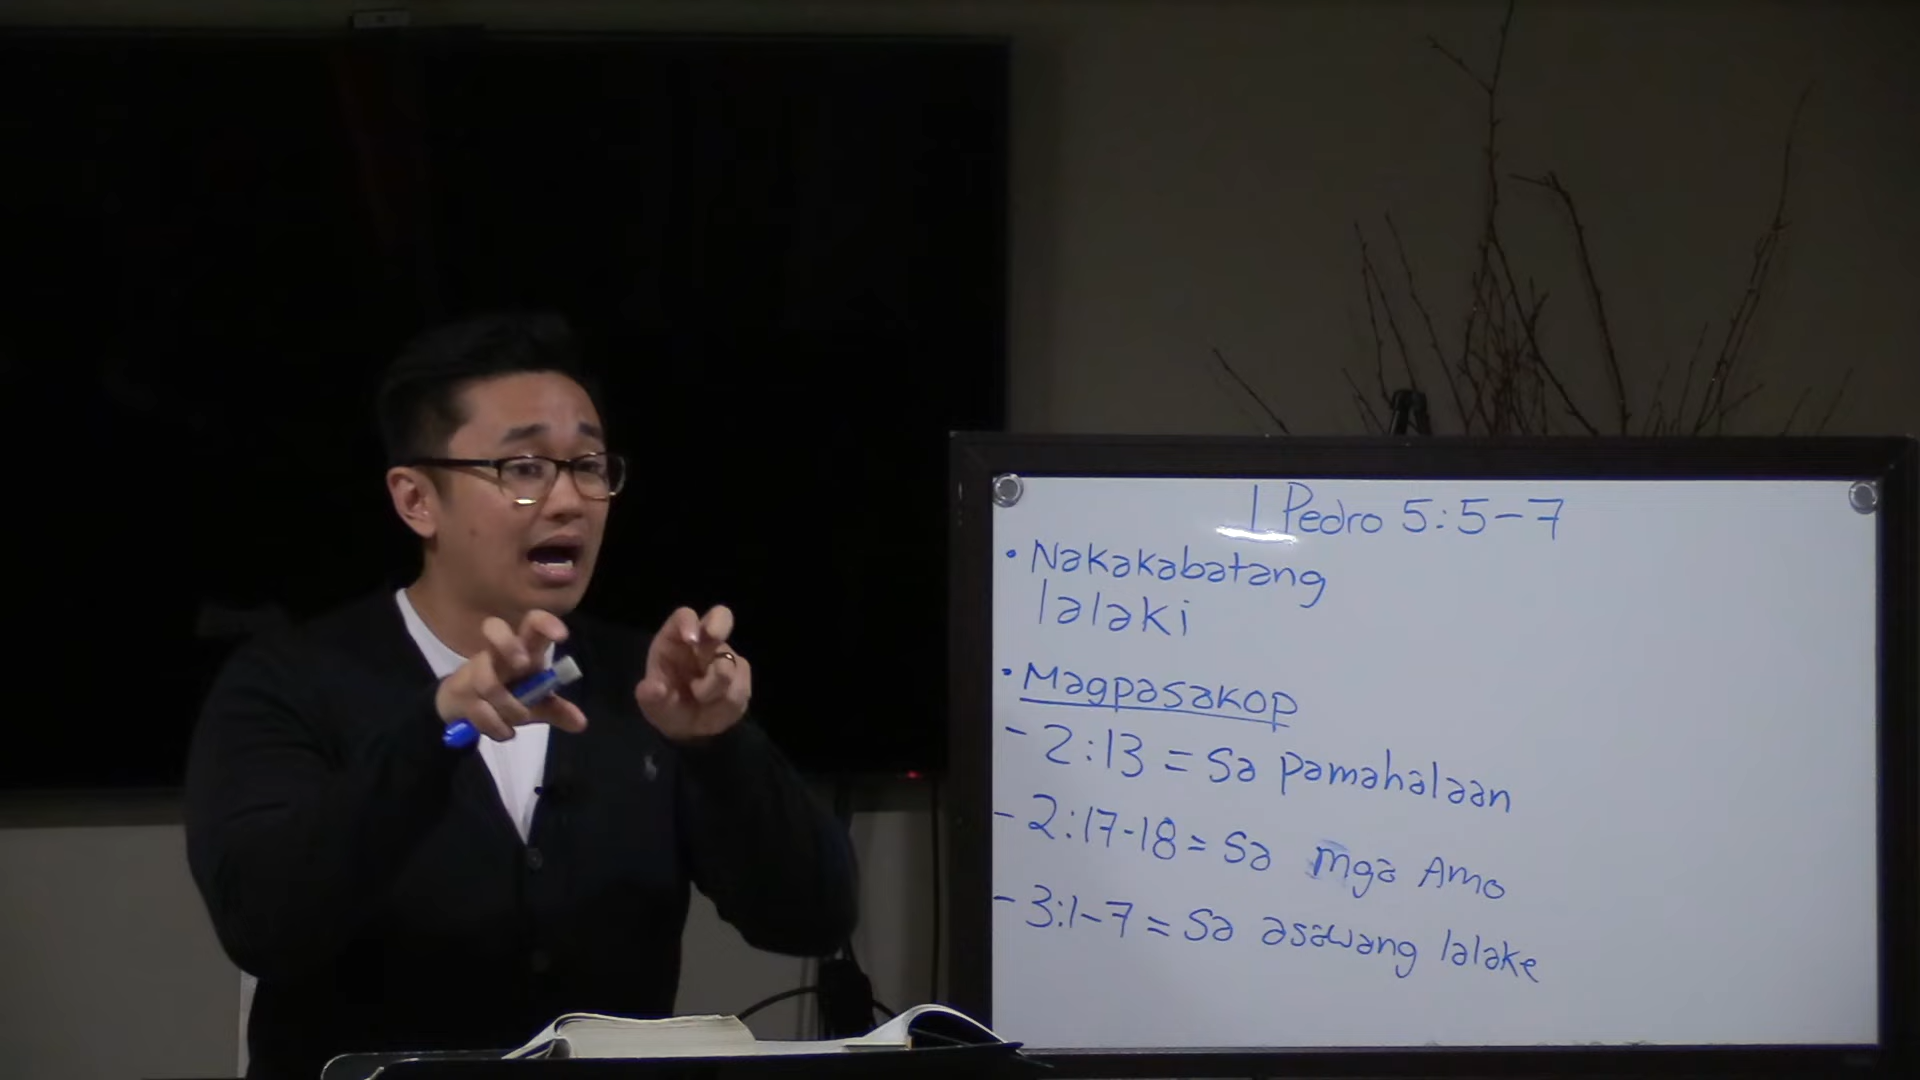 1 Pedro 5:5-7
• Nakakabatang
lalaki
• Magpasakop
- 2:13 = Sa pamahalaan
- 2:17-18 = Sa mga Amo
- 3:1-7 = Sa asawang lalake